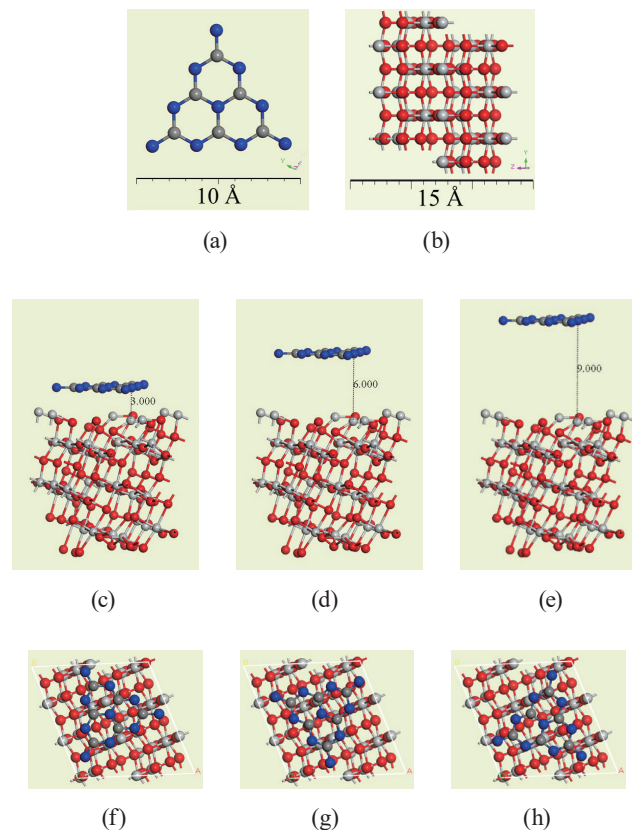 10 Å
15 Å
Y
Z
Y
(a)
(b)
3.000
6.000
9.000
(c)
(d)
(e)
A
A
A
(f)
(g)
(h)